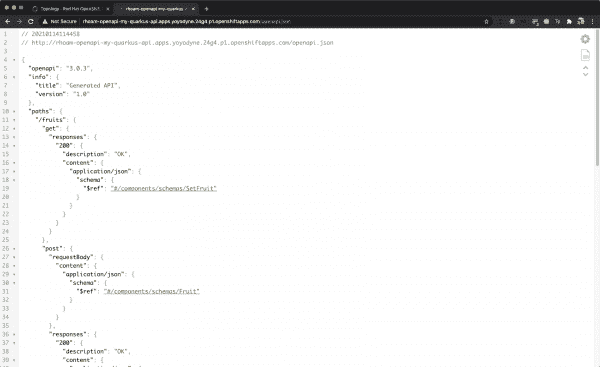 Topology · Red Hat OpenShift
rhoam-openapi-my-quarkus-
Not Secure | rhoam-openapi-my-quarkus-api.apps.yoyodyne.24g4.p1.openshiftapps.com/openapi.json
1 // 20210114114458
2 // http://rhoam-openapi-my-quarkus-api.apps.yoyodyne.24g4.p1.openshiftapps.com/openapi.json
3
4 {
5 "openapi": "3.0.3",
6 "info": {
7 "title": "Generated API",
8 "version": "1.0"
9 },
10 "paths": {
11 "/fruits": {
12 "get": {
13 "responses": {
14 "200": {
15 "description": "OK",
16 "content": {
17 "application/json": {
18 "schema": {
19 "$ref": "#/components/schemas/SetFruit"
20 }
21 }
22 }
23 }
24 }
25 },
26 "post": {
27 "requestBody": {
28 "content": {
29 "application/json": {
30 "schema": {
31 "$ref": "#/components/schemas/Fruit"
32 }
33 }
34 }
35 },
36 "responses": {
37 "200": {
38 "description": "OK",
39 "content": {